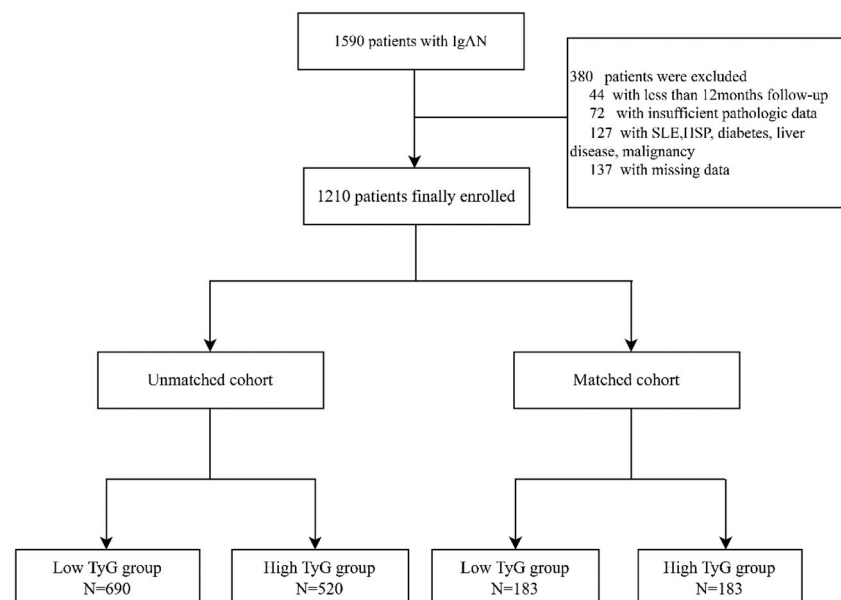 1590 patients with IgAN
380 patients were excluded
44 with less than 12months follow-up
72 with insufficient pathologic data
127 with SLE,HSP, diabetes, liver
disease, malignancy
137 with missing data
1210 patients finally enrolled
Unmatched cohort
Matched cohort
Low TyG group
N=690
High TyG group
N=520
Low TyG group
N=183
High TyG group
N=183